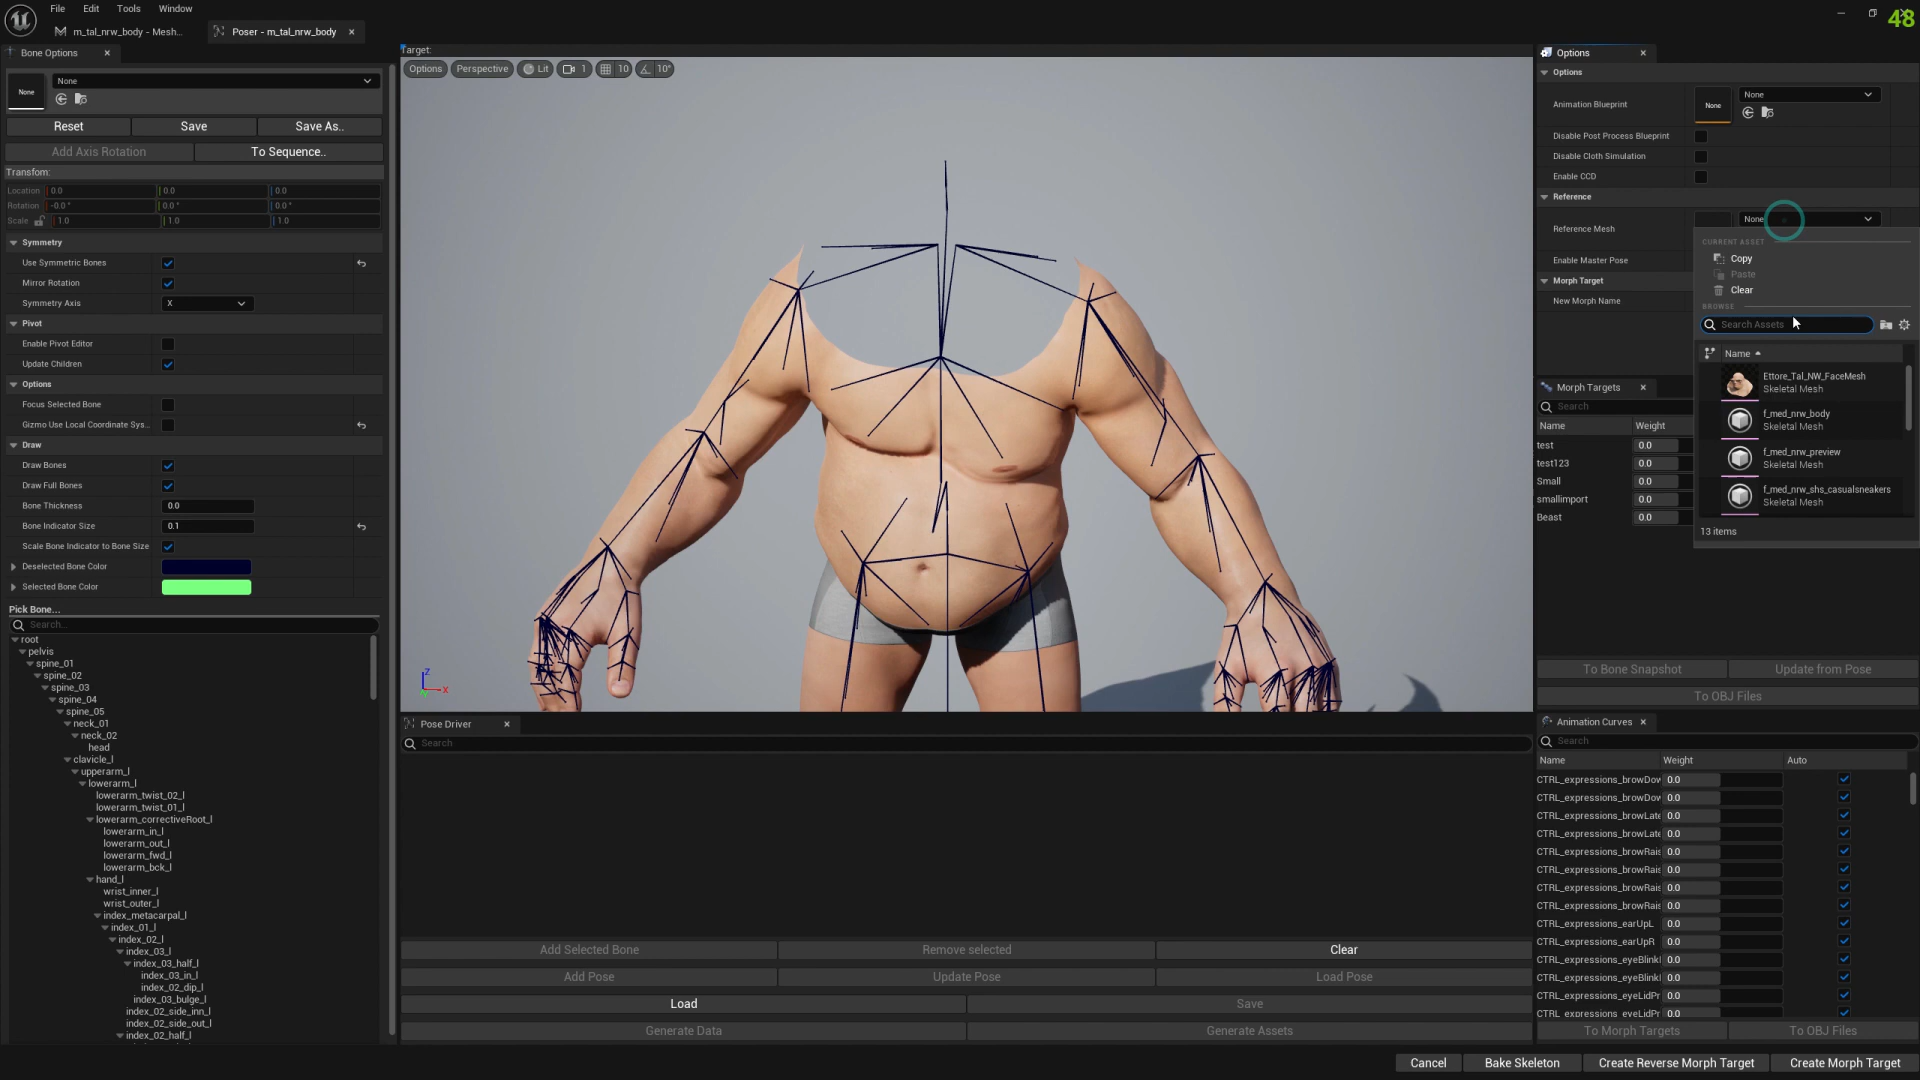 File Edit Tools Window
48
m_tal_nrw_body - Mesh...
Poser - m_tal_nrw_body
Bone Options
None
None
Reset Save Save As..
Add Axis Rotation To Sequence..
Transfom:
Location 0.0 0.0 0.0
Rotation -0.0 ° 0.0 ° 0.0 °
Scale 1.0 1.0 1.0
Symmetry
Use Symmetric Bones
Mirror Rotation
Symmetry Axis X
Pivot
Enable Pivot Editor
Update Children
Options
Focus Selected Bone
Gizmo Use Local Coordinate Sys..
Draw
Draw Bones
Draw Full Bones
Bone Thickness 0.0
Bone Indicator Size 0.1
Scale Bone Indicator to Bone Size
Deselected Bone Color
Selected Bone Color
Pick Bone...
Search...
root
pelvis
spine_01
spine_02
spine_03
spine_04
spine_05
neck_01
neck_02
head
clavicle_l
upperarm_l
lowerarm_l
lowerarm_twist_02_l
lowerarm_twist_01_l
lowerarm_correctiveRoot_l
lowerarm_in_l
lowerarm_out_l
lowerarm_fwd_l
lowerarm_bck_l
hand_l
wrist_inner_l
wrist_outer_l
index_metacarpal_l
index_01_l
index_02_l
index_03_l
index_03_half_l
index_03_in_l
index_02_dip_l
index_03_bulge_l
index_02_side_inn_l
index_02_side_out_l
index_02_half_l
Target:
Options Perspective Lit 1 10 10°
Z
X
Pose Driver
Search
Add Selected Bone Remove selected Clear
Add Pose Update Pose Load Pose
Load Save
Generate Data Generate Assets
Options
Options
Animation Blueprint None None
Disable Post Process Blueprint
Disable Cloth Simulation
Enable CCD
Reference
Reference Mesh None
Enable Master Pose
Morph Target
New Morph Name
CURRENT ASSET
Copy
Paste
Clear
BROWSE
Search Assets
Name
Ettore_Tal_NW_FaceMesh
Skeletal Mesh
f_med_nrw_body
Skeletal Mesh
f_med_nrw_preview
Skeletal Mesh
f_med_nrw_shs_casualsneakers
Skeletal Mesh
13 items
Morph Targets
Search
Name Weight
test 0.0
test123 0.0
Small 0.0
smallimport 0.0
Beast 0.0
To Bone Snapshot Update from Pose
To OBJ Files
Animation Curves
Search
Name Weight Auto
CTRL_expressions_browDow 0.0
CTRL_expressions_browDow 0.0
CTRL_expressions_browLate 0.0
CTRL_expressions_browLate 0.0
CTRL_expressions_browRais 0.0
CTRL_expressions_browRais 0.0
CTRL_expressions_browRais 0.0
CTRL_expressions_browRais 0.0
CTRL_expressions_earUpL 0.0
CTRL_expressions_earUpR 0.0
CTRL_expressions_eyeBlinkl 0.0
CTRL_expressions_eyeBlinkl 0.0
CTRL_expressions_eyeLidPr 0.0
CTRL_expressions_eyeLidPr 0.0
To Morph Targets To OBJ Files
Cancel Bake Skeleton Create Reverse Morph Target Create Morph Target